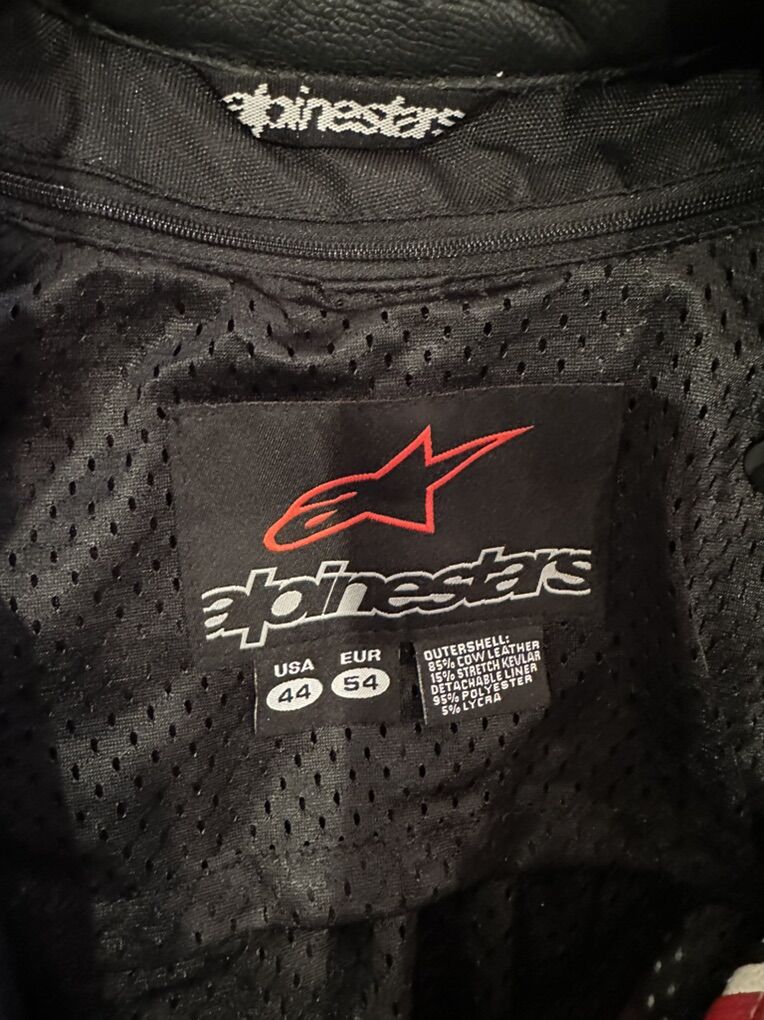 alpinestars
alpinestars
USA EUR
44 54
OUTERSHELL:
85% COW LEATHER
15% STRETCH KEVLAR
DETACHABLE LINER
95% POLYESTER
5% LYCRA